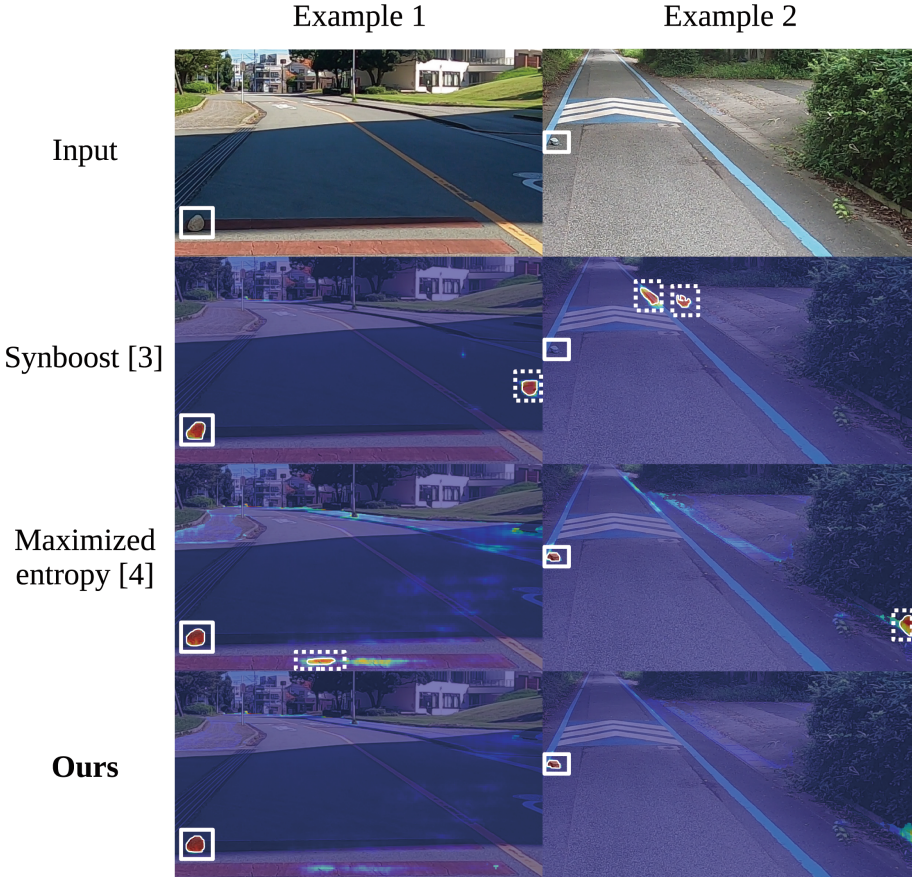 Example 1
Example 2
Input
Synboost [3]
Maximized
entropy [4]
Ours